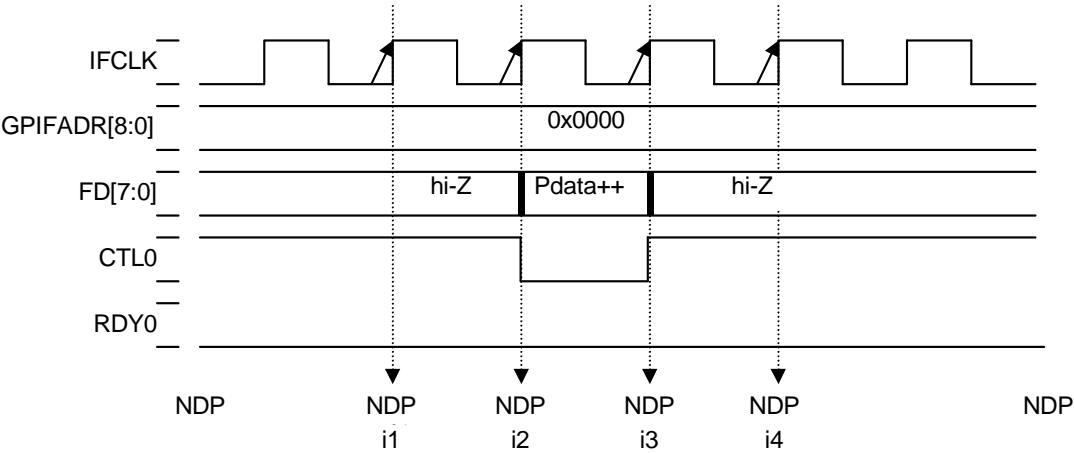 IFCLK
GPIFADR[8:0]
0x0000
FD[7:0]
hi-Z Pdata++ hi-Z
CTL0
RDY0
NDP NDP NDP NDP NDP NDP
i1 i2 i3 i4